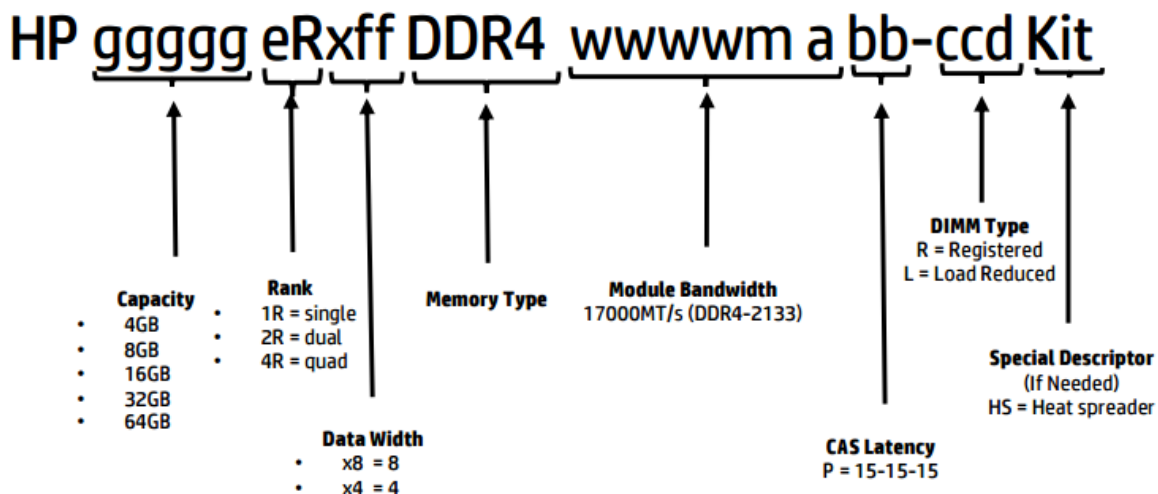 HP ggggg eRxff DDR4 wwwwm a bb-ccd Kit
Capacity
• 4GB
• 8GB
• 16GB
• 32GB
• 64GB
Rank
• 1R = single
• 2R = dual
• 4R = quad
Data Width
• x8 = 8
• x4 = 4
Memory Type
Module Bandwidth
17000MT/s (DDR4-2133)
CAS Latency
P = 15-15-15
DIMM Type
R = Registered
L = Load Reduced
Special Descriptor
(If Needed)
HS = Heat spreader